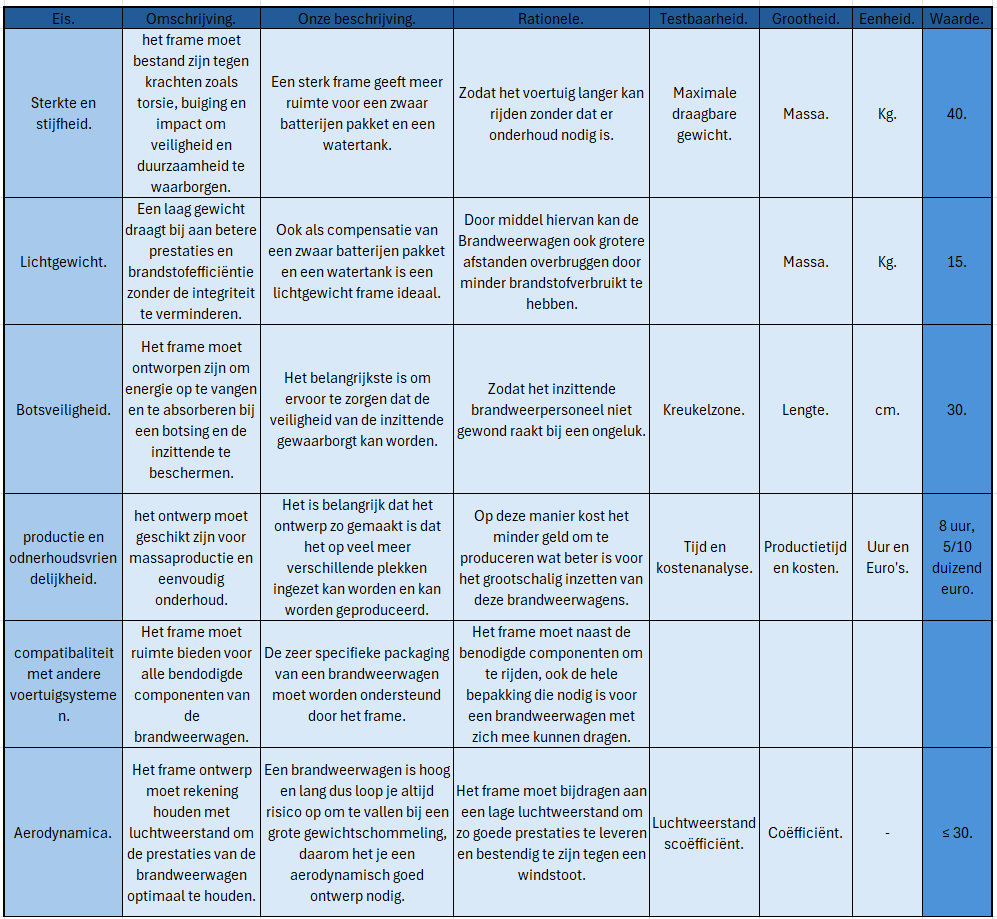 Eis.
Omschrijving.
Onze beschrijving.
Rationele.
Testbaarheid.
Grootheid.
Eenheid.
Waarde.
Sterkte en
stijfheid.
het frame moet
bestand zijn tegen
krachten zoals
torsie, buiging en
impact om
veiligheid en
duurzaamheid te
waarborgen.
Een sterk frame geeft meer
ruimte voor een zwaar
batterijen pakket en een
watertank.
Zodat het voertuig langer kan
rijden zonder dat er
onderhoud nodig is.
Maximale
draagbare
gewicht.
Massa.
Kg.
40.
Lichtgewicht.
Een laag gewicht
draagt bij aan betere
prestaties en
brandstofefficiëntie
zonder de integriteit
te verminderen.
Ook als compensatie van
een zwaar batterijen pakket
en een watertank is een
lichtgewicht frame ideaal.
Door middel hiervan kan de
Brandweerwagen ook grotere
afstanden overbruggen door
minder brandstofverbruikt te
hebben.
Massa.
Kg.
15.
Botsveiligheid.
Het frame moet
ontworpen zijn om
energie op te vangen
en te absorberen bij
een botsing en de
inzittende te
beschermen.
Het belangrijkste is om
ervoor te zorgen dat de
veiligheid van de inzittende
gewaarborgt kan worden.
Zodat het inzittende
brandweerpersoneel niet
gewond raakt bij een ongeluk.
Kreukelzone.
Lengte.
cm.
30.
productie en
odnerhoudsvrien
delijkheid.
het ontwerp moet
geschikt zijn voor
massaproductie en
eenvoudig
onderhoud.
Het is belangrijk dat het
ontwerp zo gemaakt is dat
het op veel meer
verschillende plekken
ingezet kan worden en kan
worden geproduceerd.
Op deze manier kost het
minder geld om te
produceren wat beter is voor
het grootschalig inzetten van
deze brandweerwagens.
Tijd en
kostenanalyse.
Productietijd
en kosten.
Uur en
Euro's.
8 uur,
5/10
duizend
euro.
compatibaliteit
met andere
voertuigsysteme
n.
Het frame moet
ruimte bieden voor
alle bendodigde
componenten van
de
brandweerwagen.
De zeer specifieke packaging
van een brandweerwagen
moet worden ondersteund
door het frame.
Het frame moet naast de
benodigde componenten om
te rijden, ook de hele
bepakking die nodig is voor
een brandweerwagen met
zich mee kunnen dragen.
Aerodynamica.
Het frame ontwerp
moet rekening
houden met
luchtweerstand om
de prestaties van de
brandweerwagen
optimaal te houden.
Een brandweerwagen is hoog
en lang dus loop je altijd
risico op om te vallen bij een
grote gewichtschommeling,
daarom het je een
aerodynamisch goed
ontwerp nodig.
Het frame moet bijdragen aan
een lage luchtweerstand om
zo goede prestaties te leveren
en bestendig te zijn tegen een
windstoot.
Luchtweerstand
scoëfficiënt.
Coëfficiënt.
-
≤ 30.